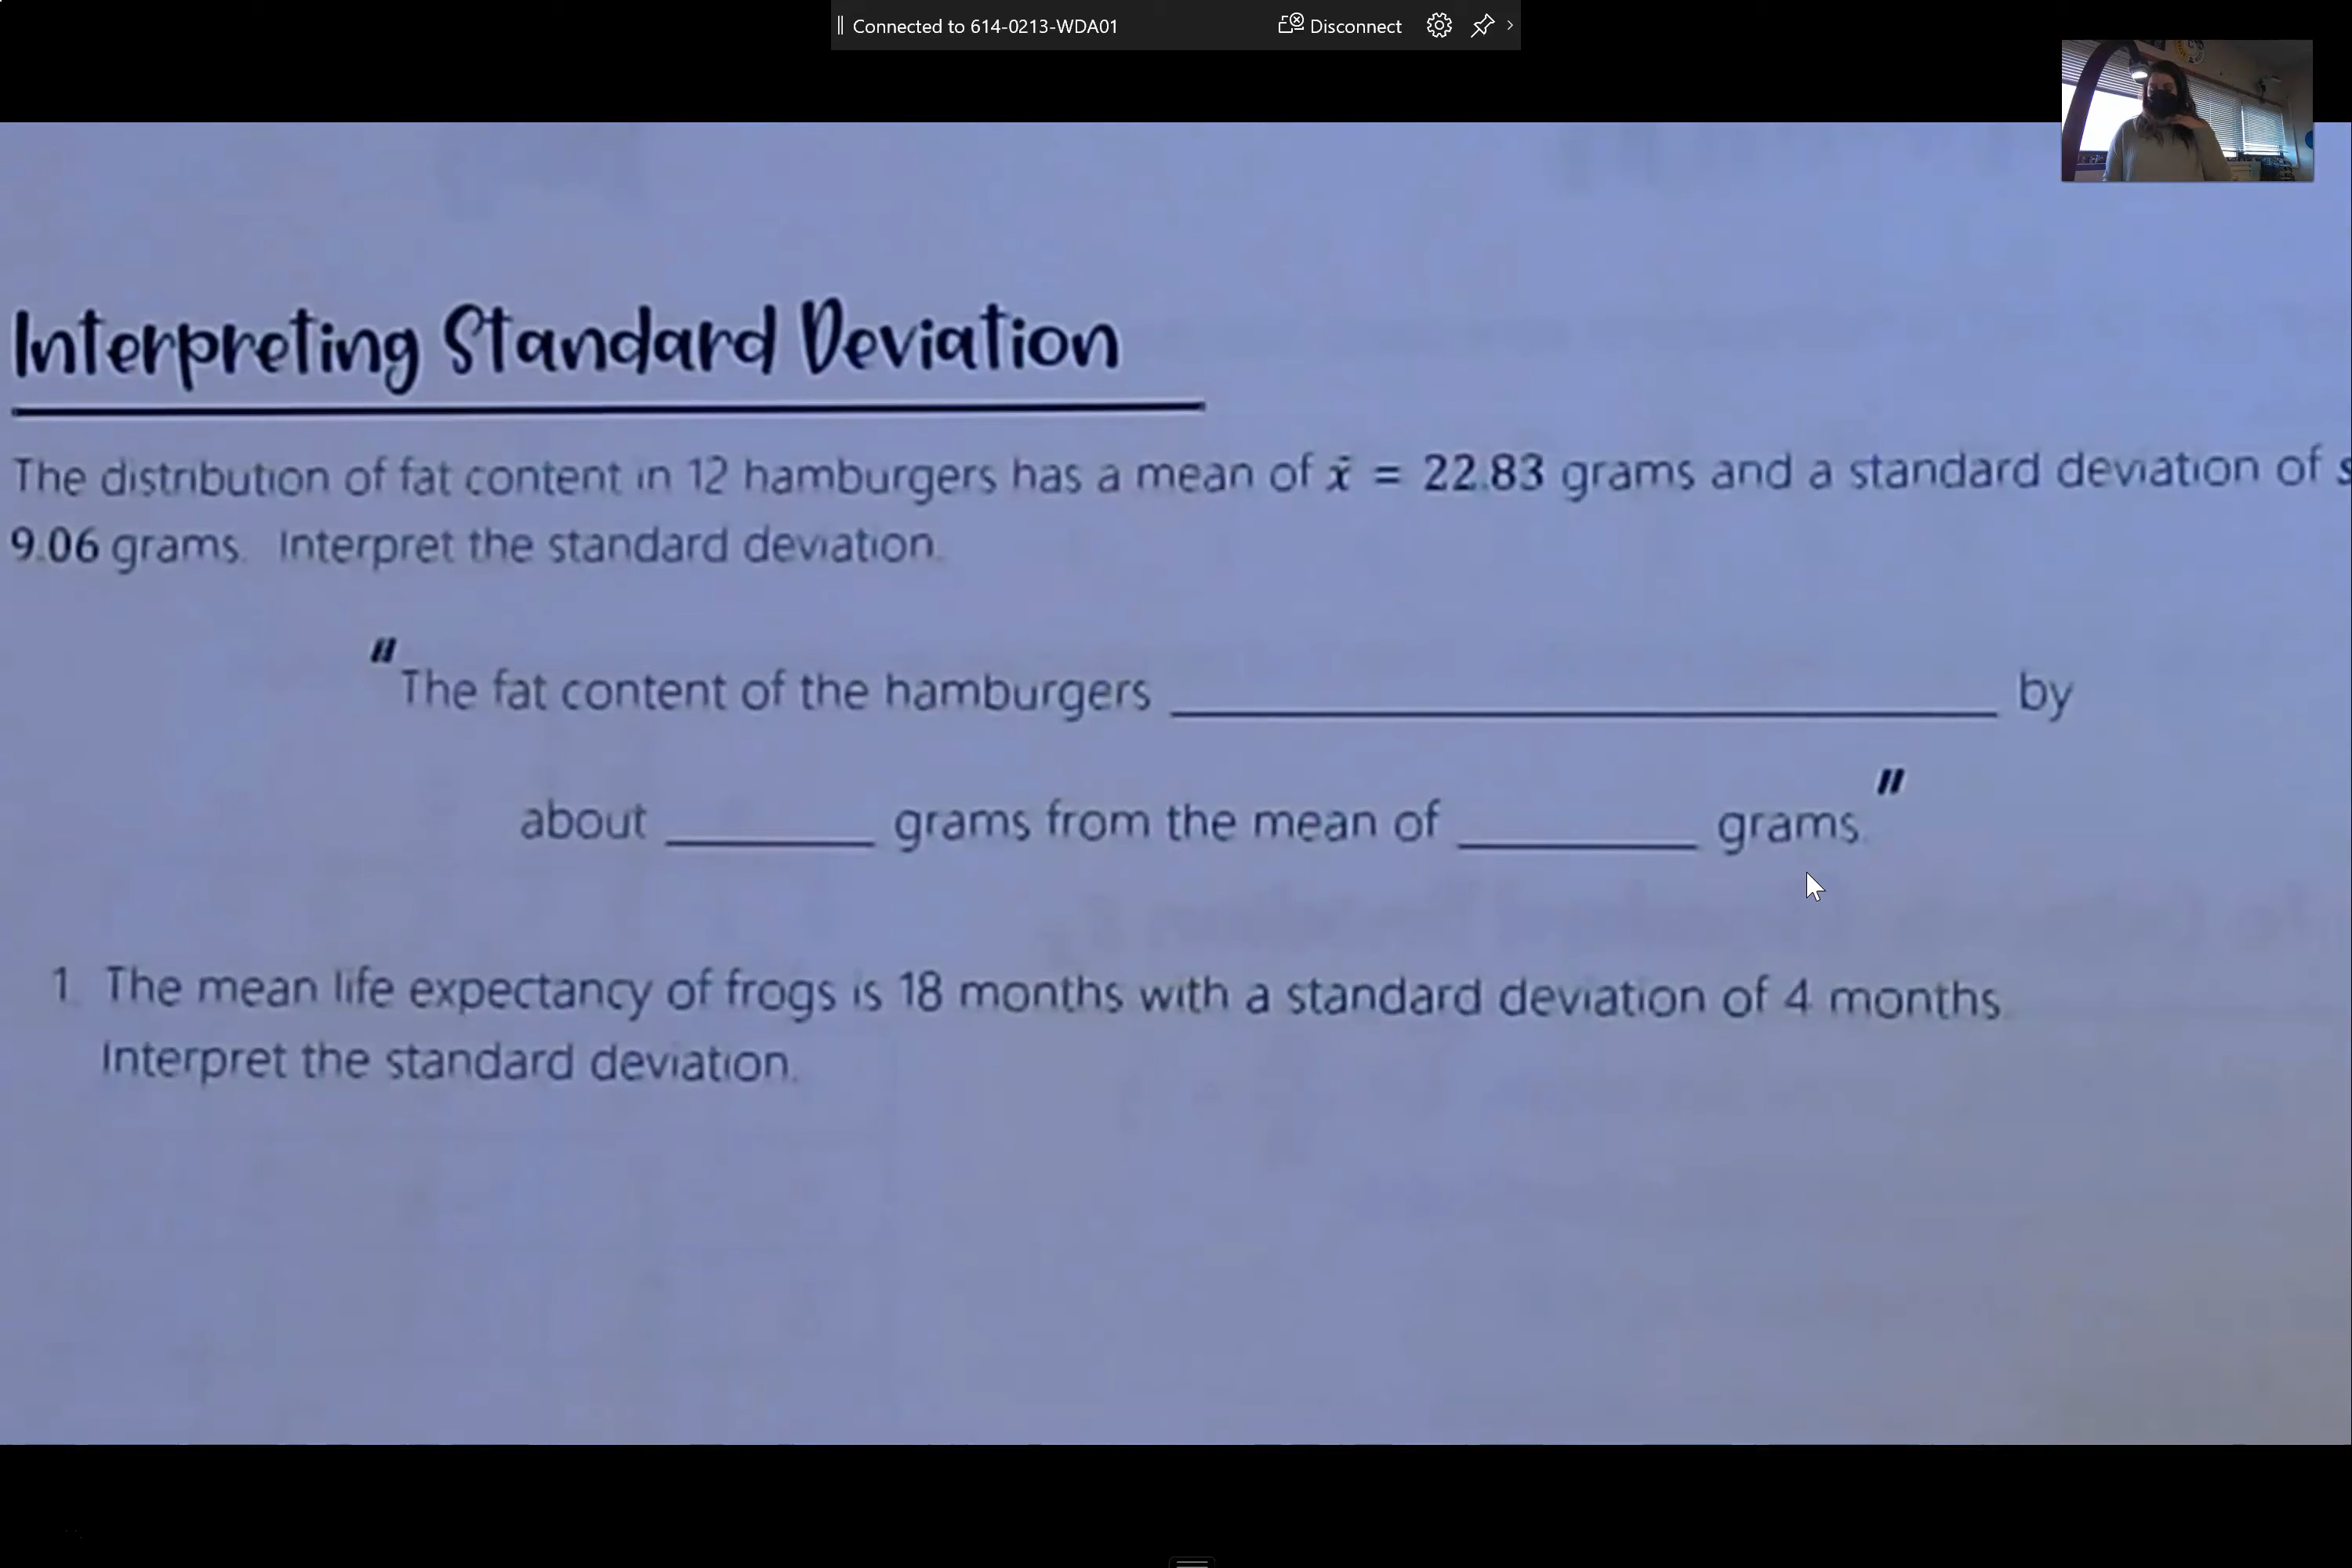 Connected to 614-0213-WDA01 Disconnect
Interpreting Standard Deviation
The distribution of fat content in 12 hamburgers has a mean of x̄ = 22.83 grams and a standard deviation of s
9.06 grams. Interpret the standard deviation.
"The fat content of the hamburgers ____________________ by
about ________ grams from the mean of ________ grams."
1. The mean life expectancy of frogs is 18 months with a standard deviation of 4 months.
Interpret the standard deviation.